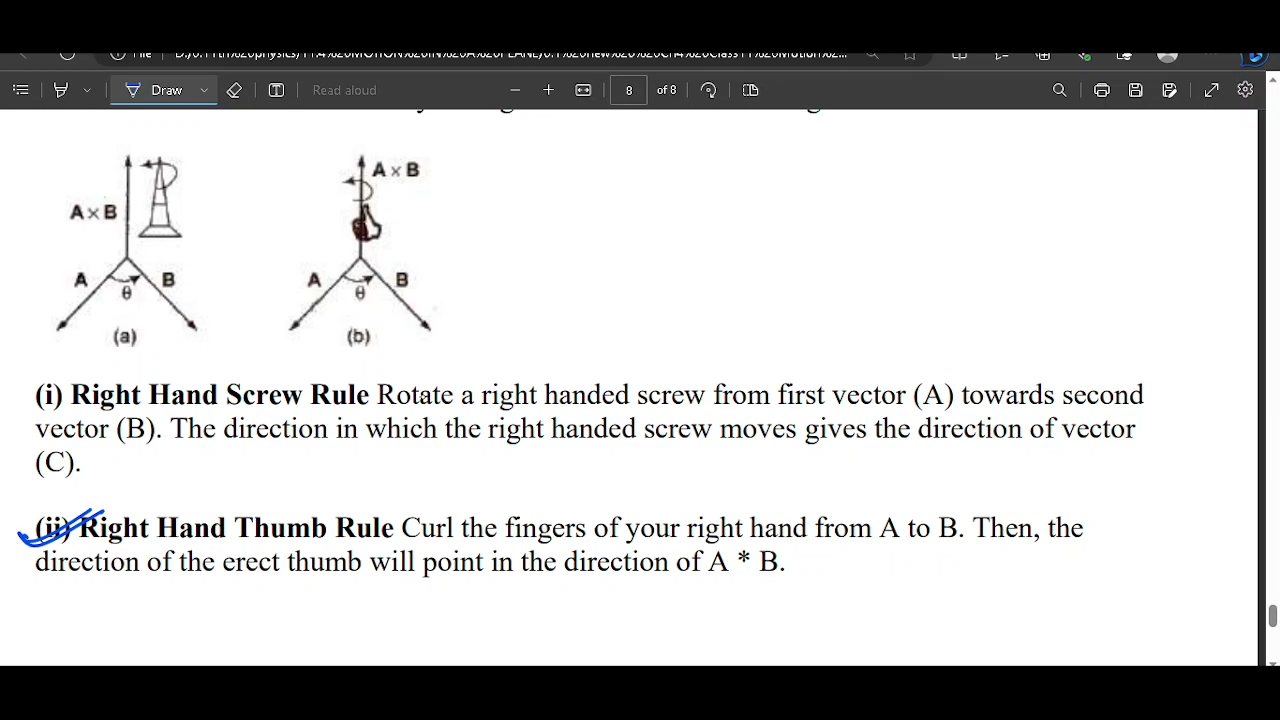 Draw
Read aloud
8 of 8
A × B
A
B
θ
(a)
A × B
A
B
θ
(b)
(i) Right Hand Screw Rule Rotate a right handed screw from first vector (A) towards second
vector (B). The direction in which the right handed screw moves gives the direction of vector
(C).
(ii) Right Hand Thumb Rule Curl the fingers of your right hand from A to B. Then, the
direction of the erect thumb will point in the direction of A * B.